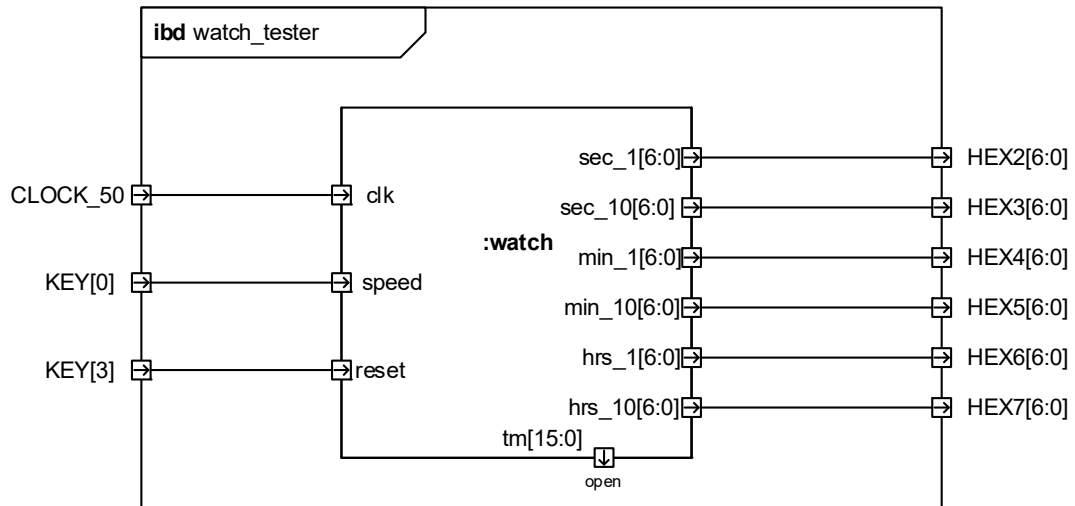 ibd watch_tester
sec_1[6:0]
HEX2[6:0]
CLOCK_50
clk
sec_10[6:0]
HEX3[6:0]
:watch
min_1[6:0]
HEX4[6:0]
KEY[0]
speed
min_10[6:0]
HEX5[6:0]
hrs_1[6:0]
HEX6[6:0]
KEY[3]
reset
hrs_10[6:0]
HEX7[6:0]
tm[15:0]
open